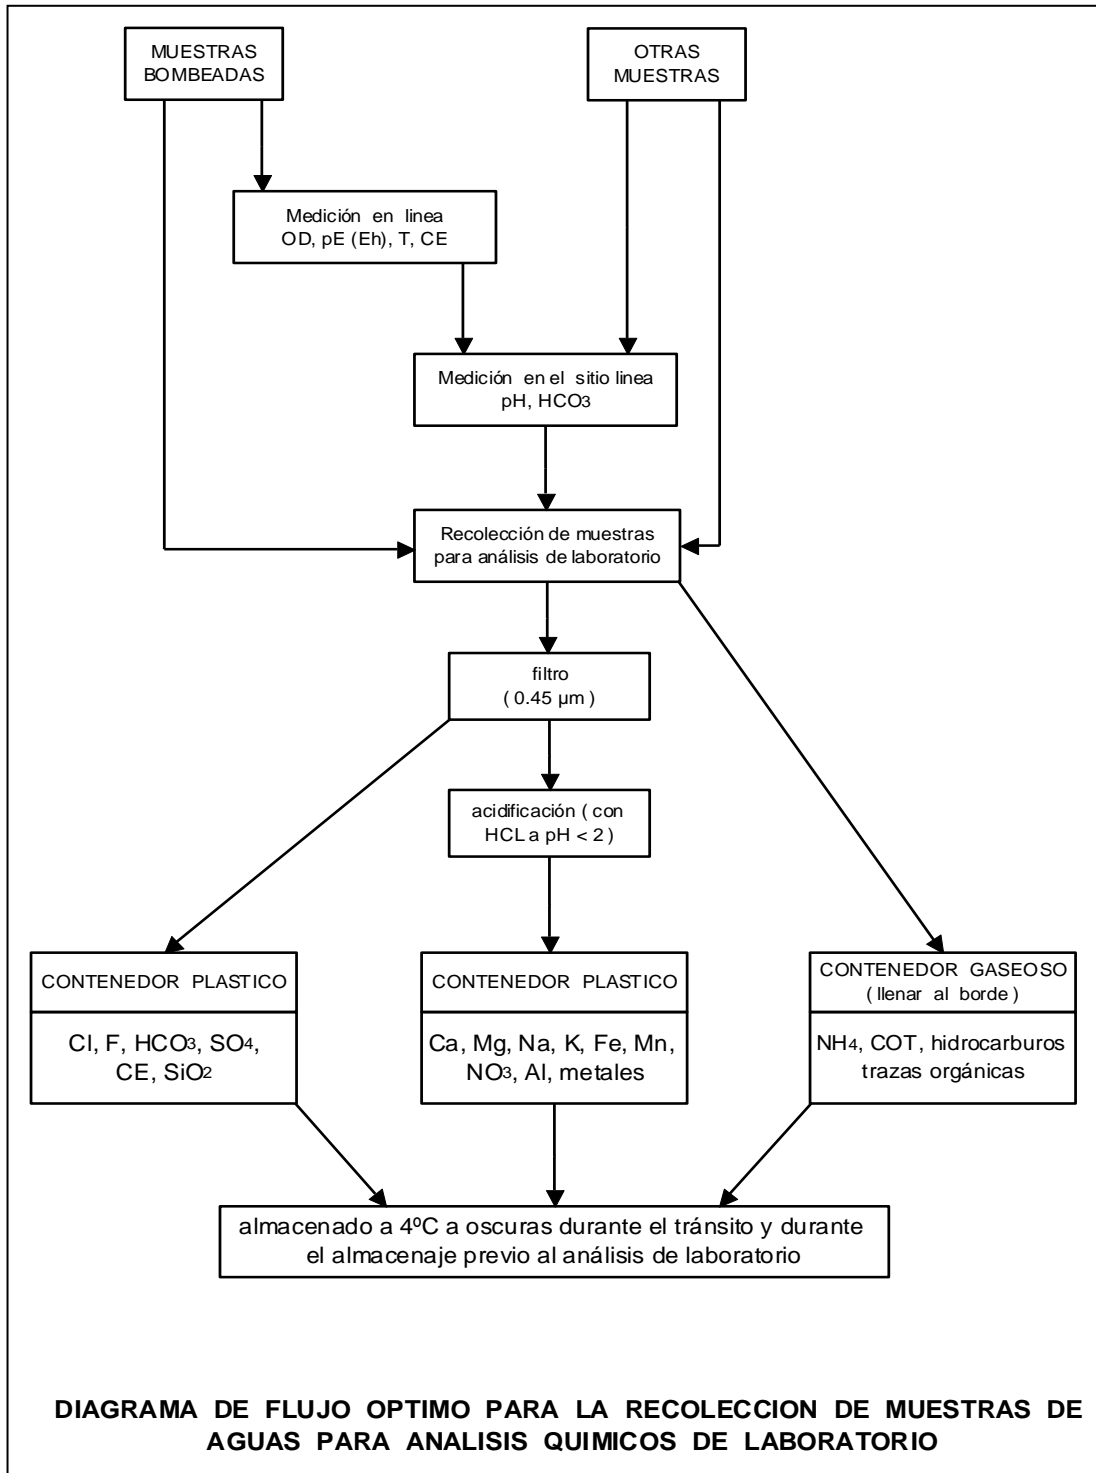 MUESTRAS
BOMBEADAS
OTRAS
MUESTRAS
Medición en linea
OD, pE (Eh), T, CE
Medición en el sitio linea
pH, HCO3
Recolección de muestras
para análisis de laboratorio
filtro
( 0.45 µm )
acidificación ( con
HCL a pH < 2 )
CONTENEDOR PLASTICO
Cl, F, HCO3, SO4,
CE, SiO2
CONTENEDOR PLASTICO
Ca, Mg, Na, K, Fe, Mn,
NO3, Al, metales
CONTENEDOR GASEOSO
( llenar al borde )
NH4, COT, hidrocarburos
trazas orgánicas
almacenado a 4ºC a oscuras durante el tránsito y durante
el almacenaje previo al análisis de laboratorio
DIAGRAMA DE FLUJO OPTIMO PARA LA RECOLECCION DE MUESTRAS DE
AGUAS PARA ANALISIS QUIMICOS DE LABORATORIO